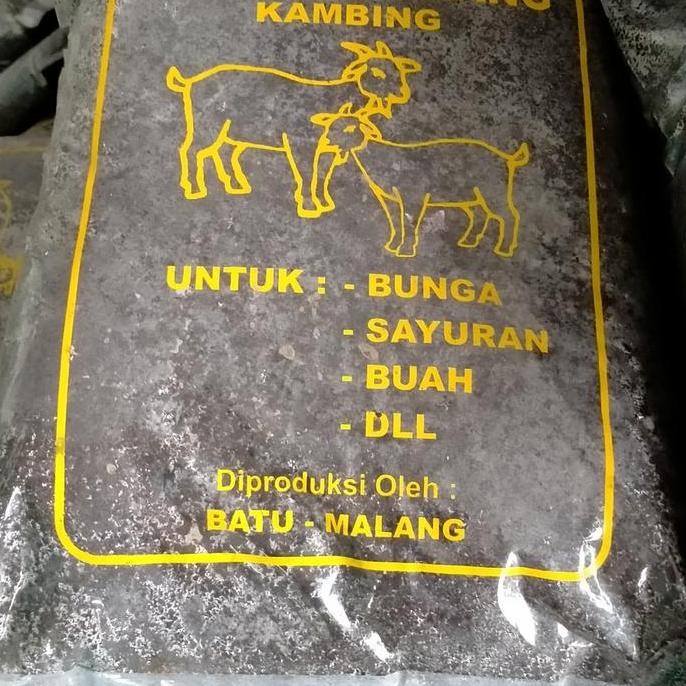 KAMBING
UNTUK : - BUNGA
- SAYURAN
- BUAH
- DLL
Diproduksi Oleh :
BATU - MALANG